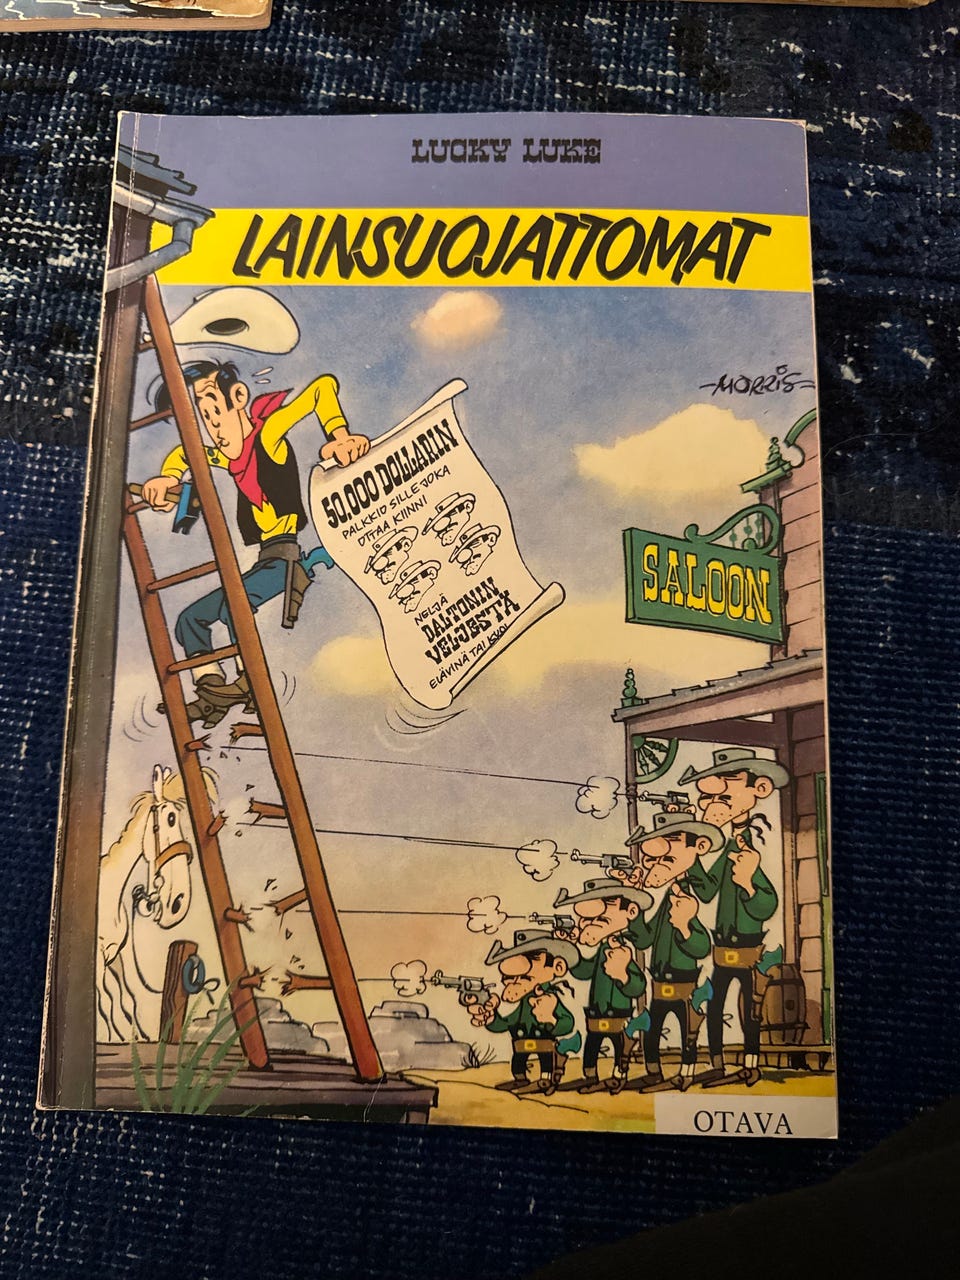 LUCKY LUKE
LAINSUOJATTOMAT
MORRIS
50.000 DOLLARIN
PALKKIO SILLE JOKA
OTTAA KIINNI
NELJÄ
DALTONIN
VELJESTÄ
ELÄVINÄ TAI KUOL
SALOON
OTAVA